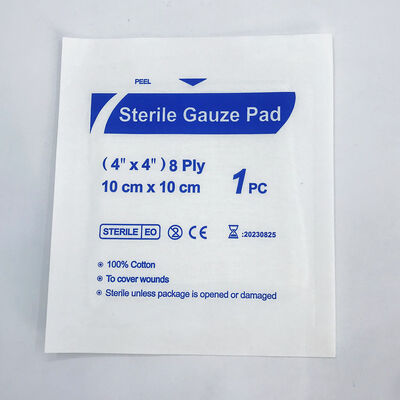 PEEL
Sterile Gauze Pad
( 4" x 4" ) 8 Ply
10 cm x 10 cm
1 PC
STERILE EO 2 CE :20230825
100% Cotton
To cover wounds
Sterile unless package is opened or damaged